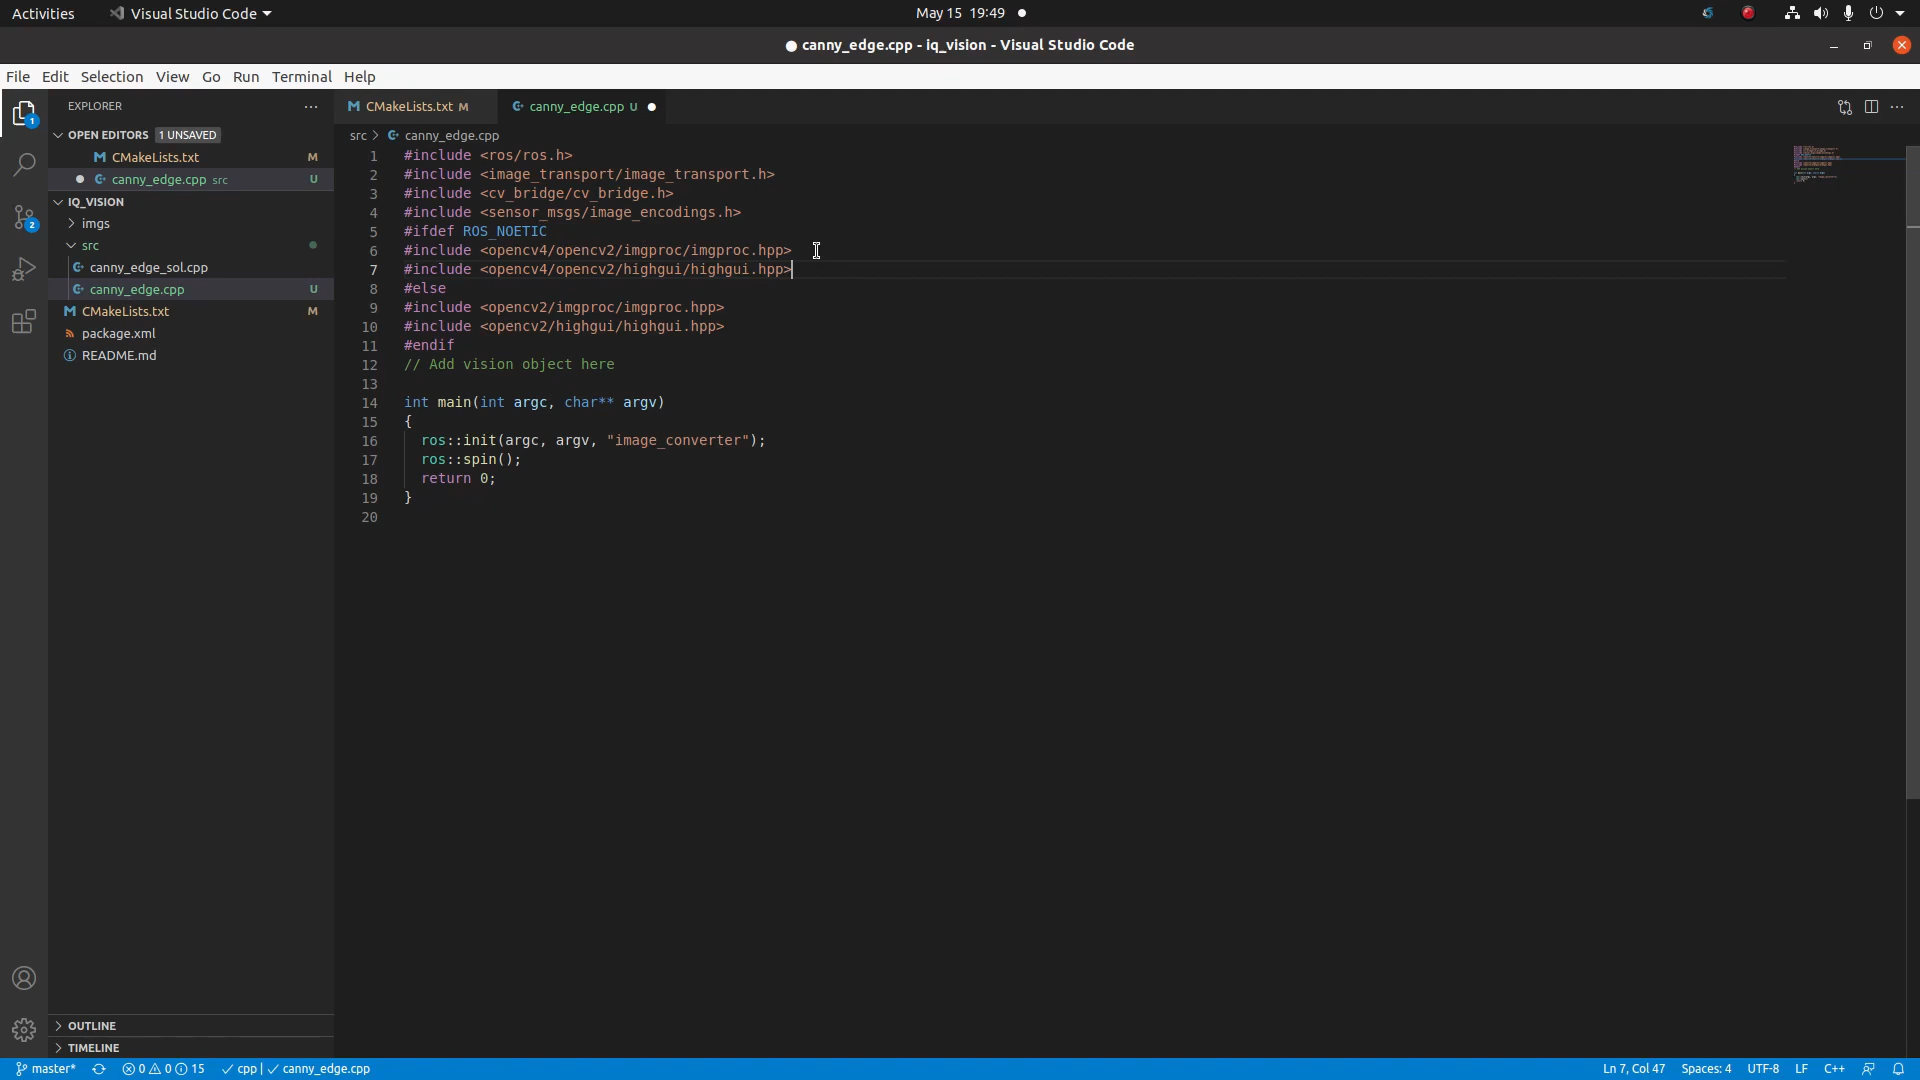 Activities Visual Studio Code May 15 19:49
canny_edge.cpp - iq_vision - Visual Studio Code
File Edit Selection View Go Run Terminal Help
EXPLORER
OPEN EDITORS 1 UNSAVED
CMakeLists.txt M
canny_edge.cpp src U
IQ_VISION
imgs
src
canny_edge_sol.cpp
canny_edge.cpp U
CMakeLists.txt M
package.xml
README.md
OUTLINE
TIMELINE
1
2
CMakeLists.txt M canny_edge.cpp U
src > canny_edge.cpp
1 #include <ros/ros.h>
2 #include <image_transport/image_transport.h>
3 #include <cv_bridge/cv_bridge.h>
4 #include <sensor_msgs/image_encodings.h>
5 #ifdef ROS_NOETIC
6 #include <opencv4/opencv2/imgproc/imgproc.hpp>
7 #include <opencv4/opencv2/highgui/highgui.hpp>
8 #else
9 #include <opencv2/imgproc/imgproc.hpp>
10 #include <opencv2/highgui/highgui.hpp>
11 #endif
12 // Add vision object here
13
14 int main(int argc, char** argv)
15 {
16 ros::init(argc, argv, "image_converter");
17 ros::spin();
18 return 0;
19 }
20
master* 0 0 15 cpp | canny_edge.cpp Ln 7, Col 47 Spaces: 4 UTF-8 LF C++